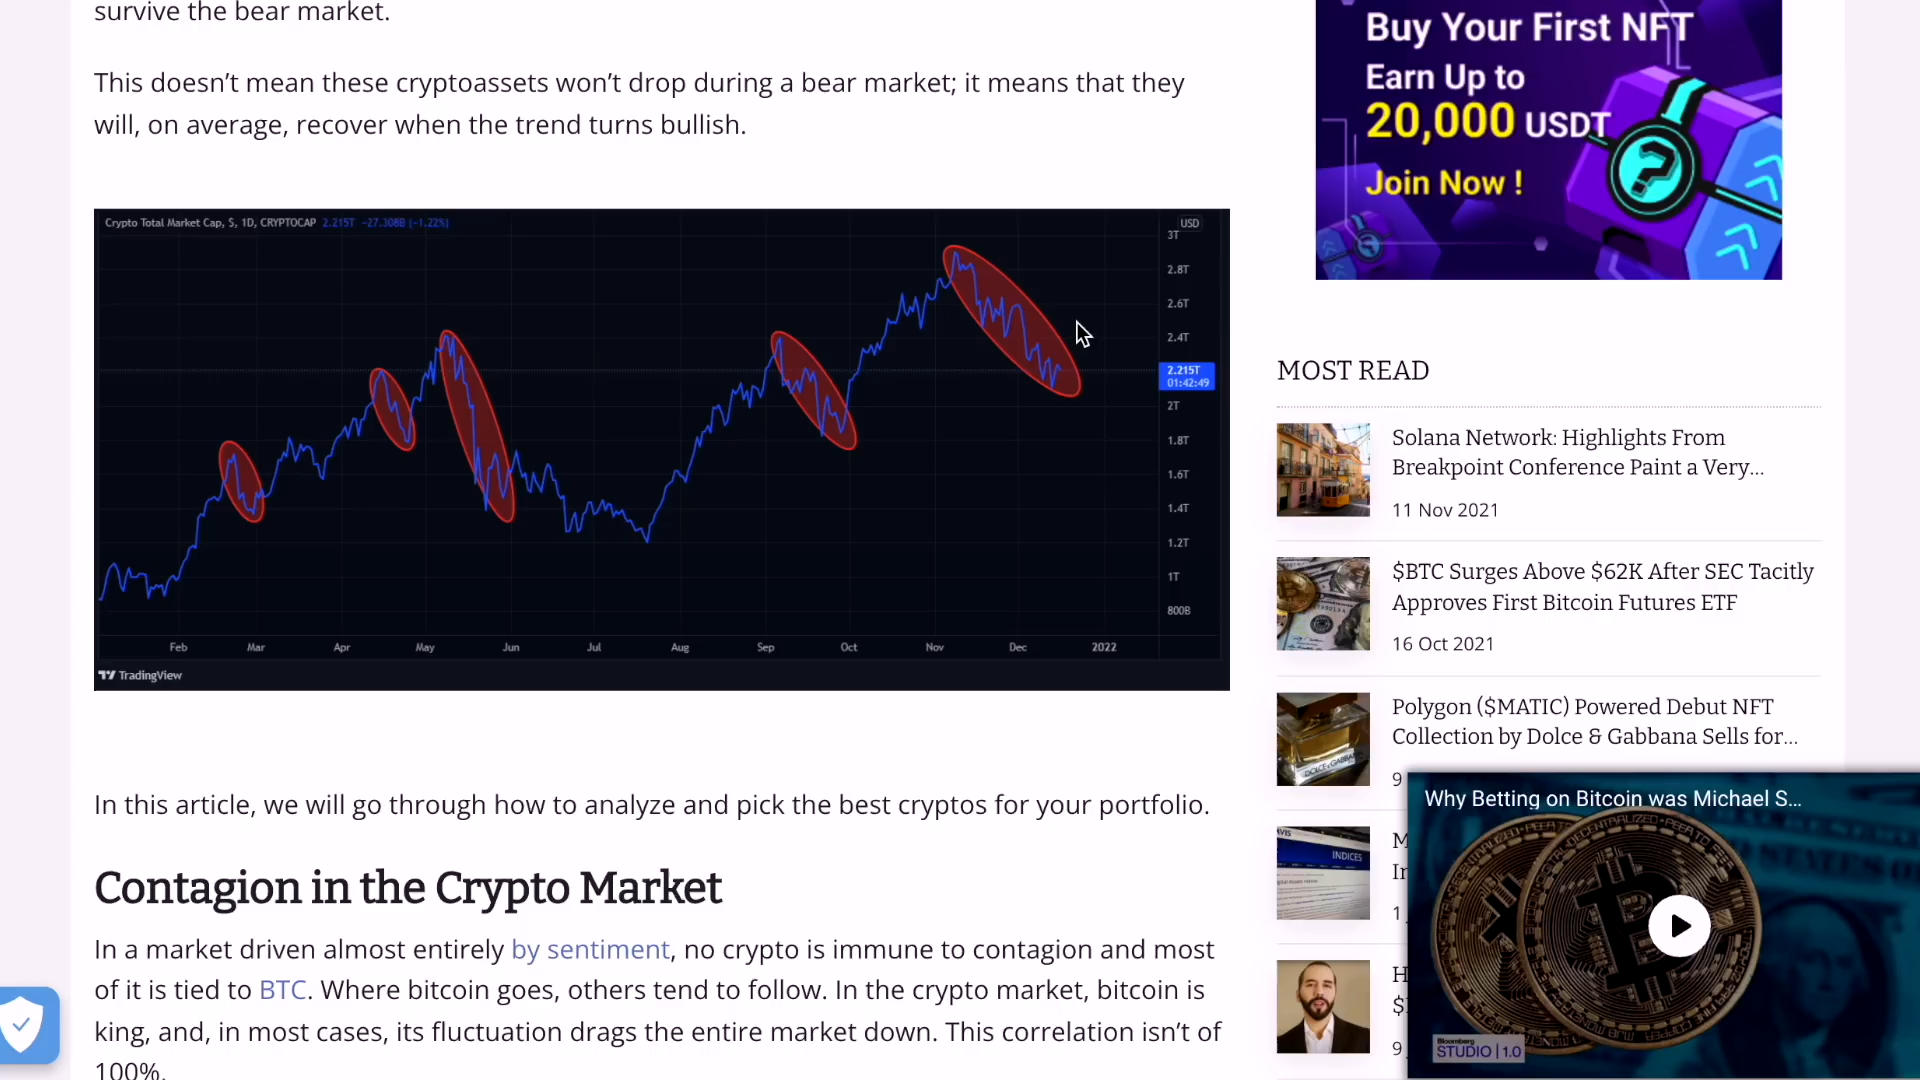 survive the bear market.
This doesn’t mean these cryptoassets won’t drop during a bear market; it means that they
will, on average, recover when the trend turns bullish.
Crypto Total Market Cap, $, 1D, CRYPTOCAP 2.215T −27.308B (−1.22%)
USD
3T
2.8T
2.6T
2.4T
2.215T
01:42:49
2T
1.8T
1.6T
1.4T
1.2T
1T
800B
Feb Mar Apr May Jun Jul Aug Sep Oct Nov Dec 2022
TradingView
In this article, we will go through how to analyze and pick the best cryptos for your portfolio.
Contagion in the Crypto Market
In a market driven almost entirely by sentiment, no crypto is immune to contagion and most
of it is tied to BTC. Where bitcoin goes, others tend to follow. In the crypto market, bitcoin is
king, and, in most cases, its fluctuation drags the entire market down. This correlation isn’t of
100%.
Buy Your First NFT
Earn Up to
20,000 USDT
Join Now !
MOST READ
Solana Network: Highlights From
Breakpoint Conference Paint a Very...
11 Nov 2021
$BTC Surges Above $62K After SEC Tacitly
Approves First Bitcoin Futures ETF
16 Oct 2021
Polygon ($MATIC) Powered Debut NFT
Collection by Dolce & Gabbana Sells for...
9
DOLCE & GABBANA
INDICES
Why Betting on Bitcoin was Michael S...
Bloomberg
STUDIO | 1.0
9